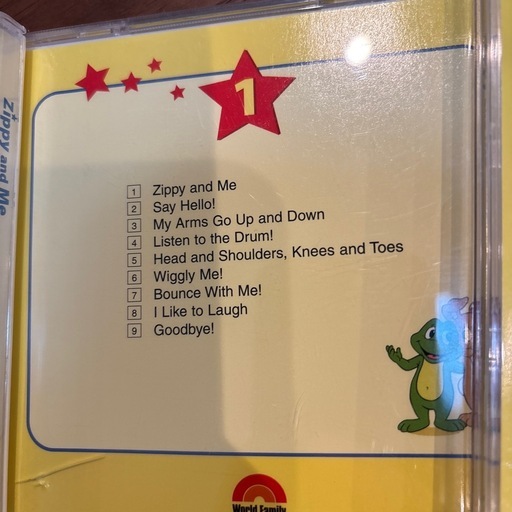 Zippy and Me
1
1 Zippy and Me
2 Say Hello!
3 My Arms Go Up and Down
4 Listen to the Drum!
5 Head and Shoulders, Knees and Toes
6 Wiggly Me!
7 Bounce With Me!
8 I Like to Laugh
9 Goodbye!
World Family